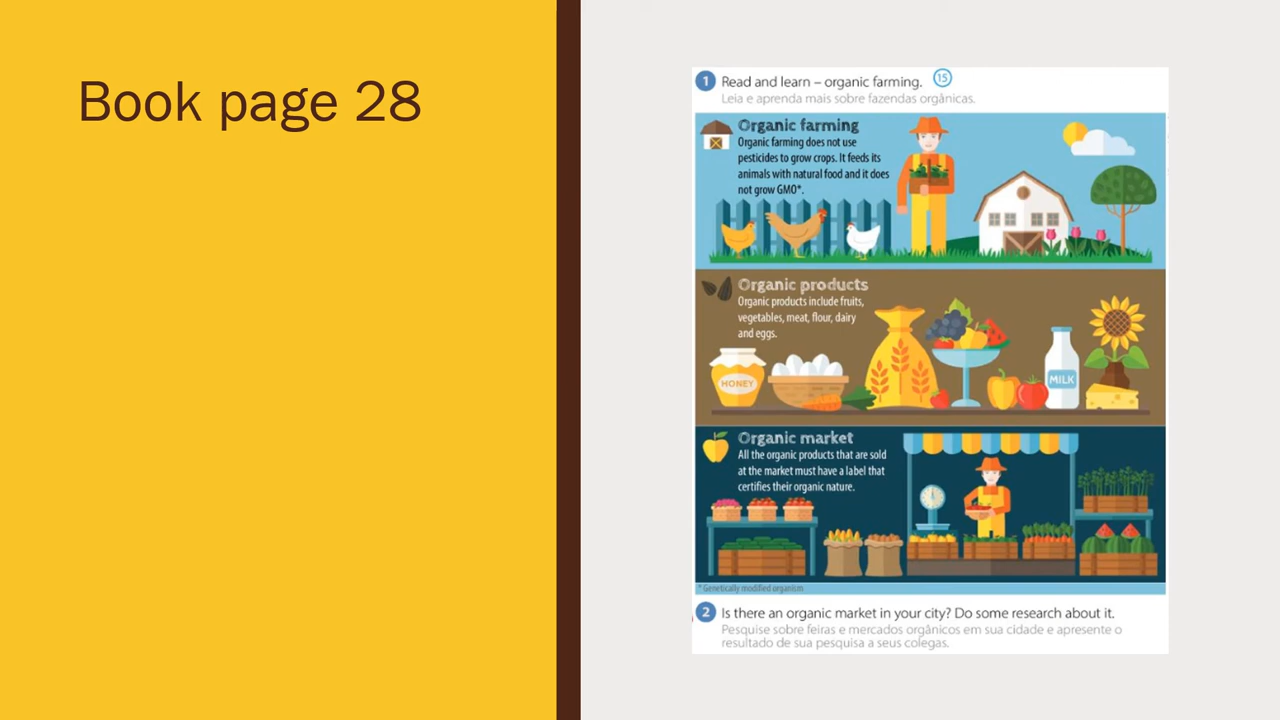 Book page 28
1 Read and learn – organic farming. 15
Leia e aprenda mais sobre fazendas orgânicas.
Organic farming
Organic farming does not use
pesticides to grow crops. It feeds its
animals with natural food and it does
not grow GMO*.
Organic products
Organic products include fruits,
vegetables, meat, flour, dairy
and eggs.
HONEY
MILK
Organic market
All the organic products that are sold
at the market must have a label that
certifies their organic nature.
* Genetically modified organism
2 Is there an organic market in your city? Do some research about it.
Pesquise sobre feiras e mercados orgânicos em sua cidade e apresente o
resultado de sua pesquisa a seus colegas.